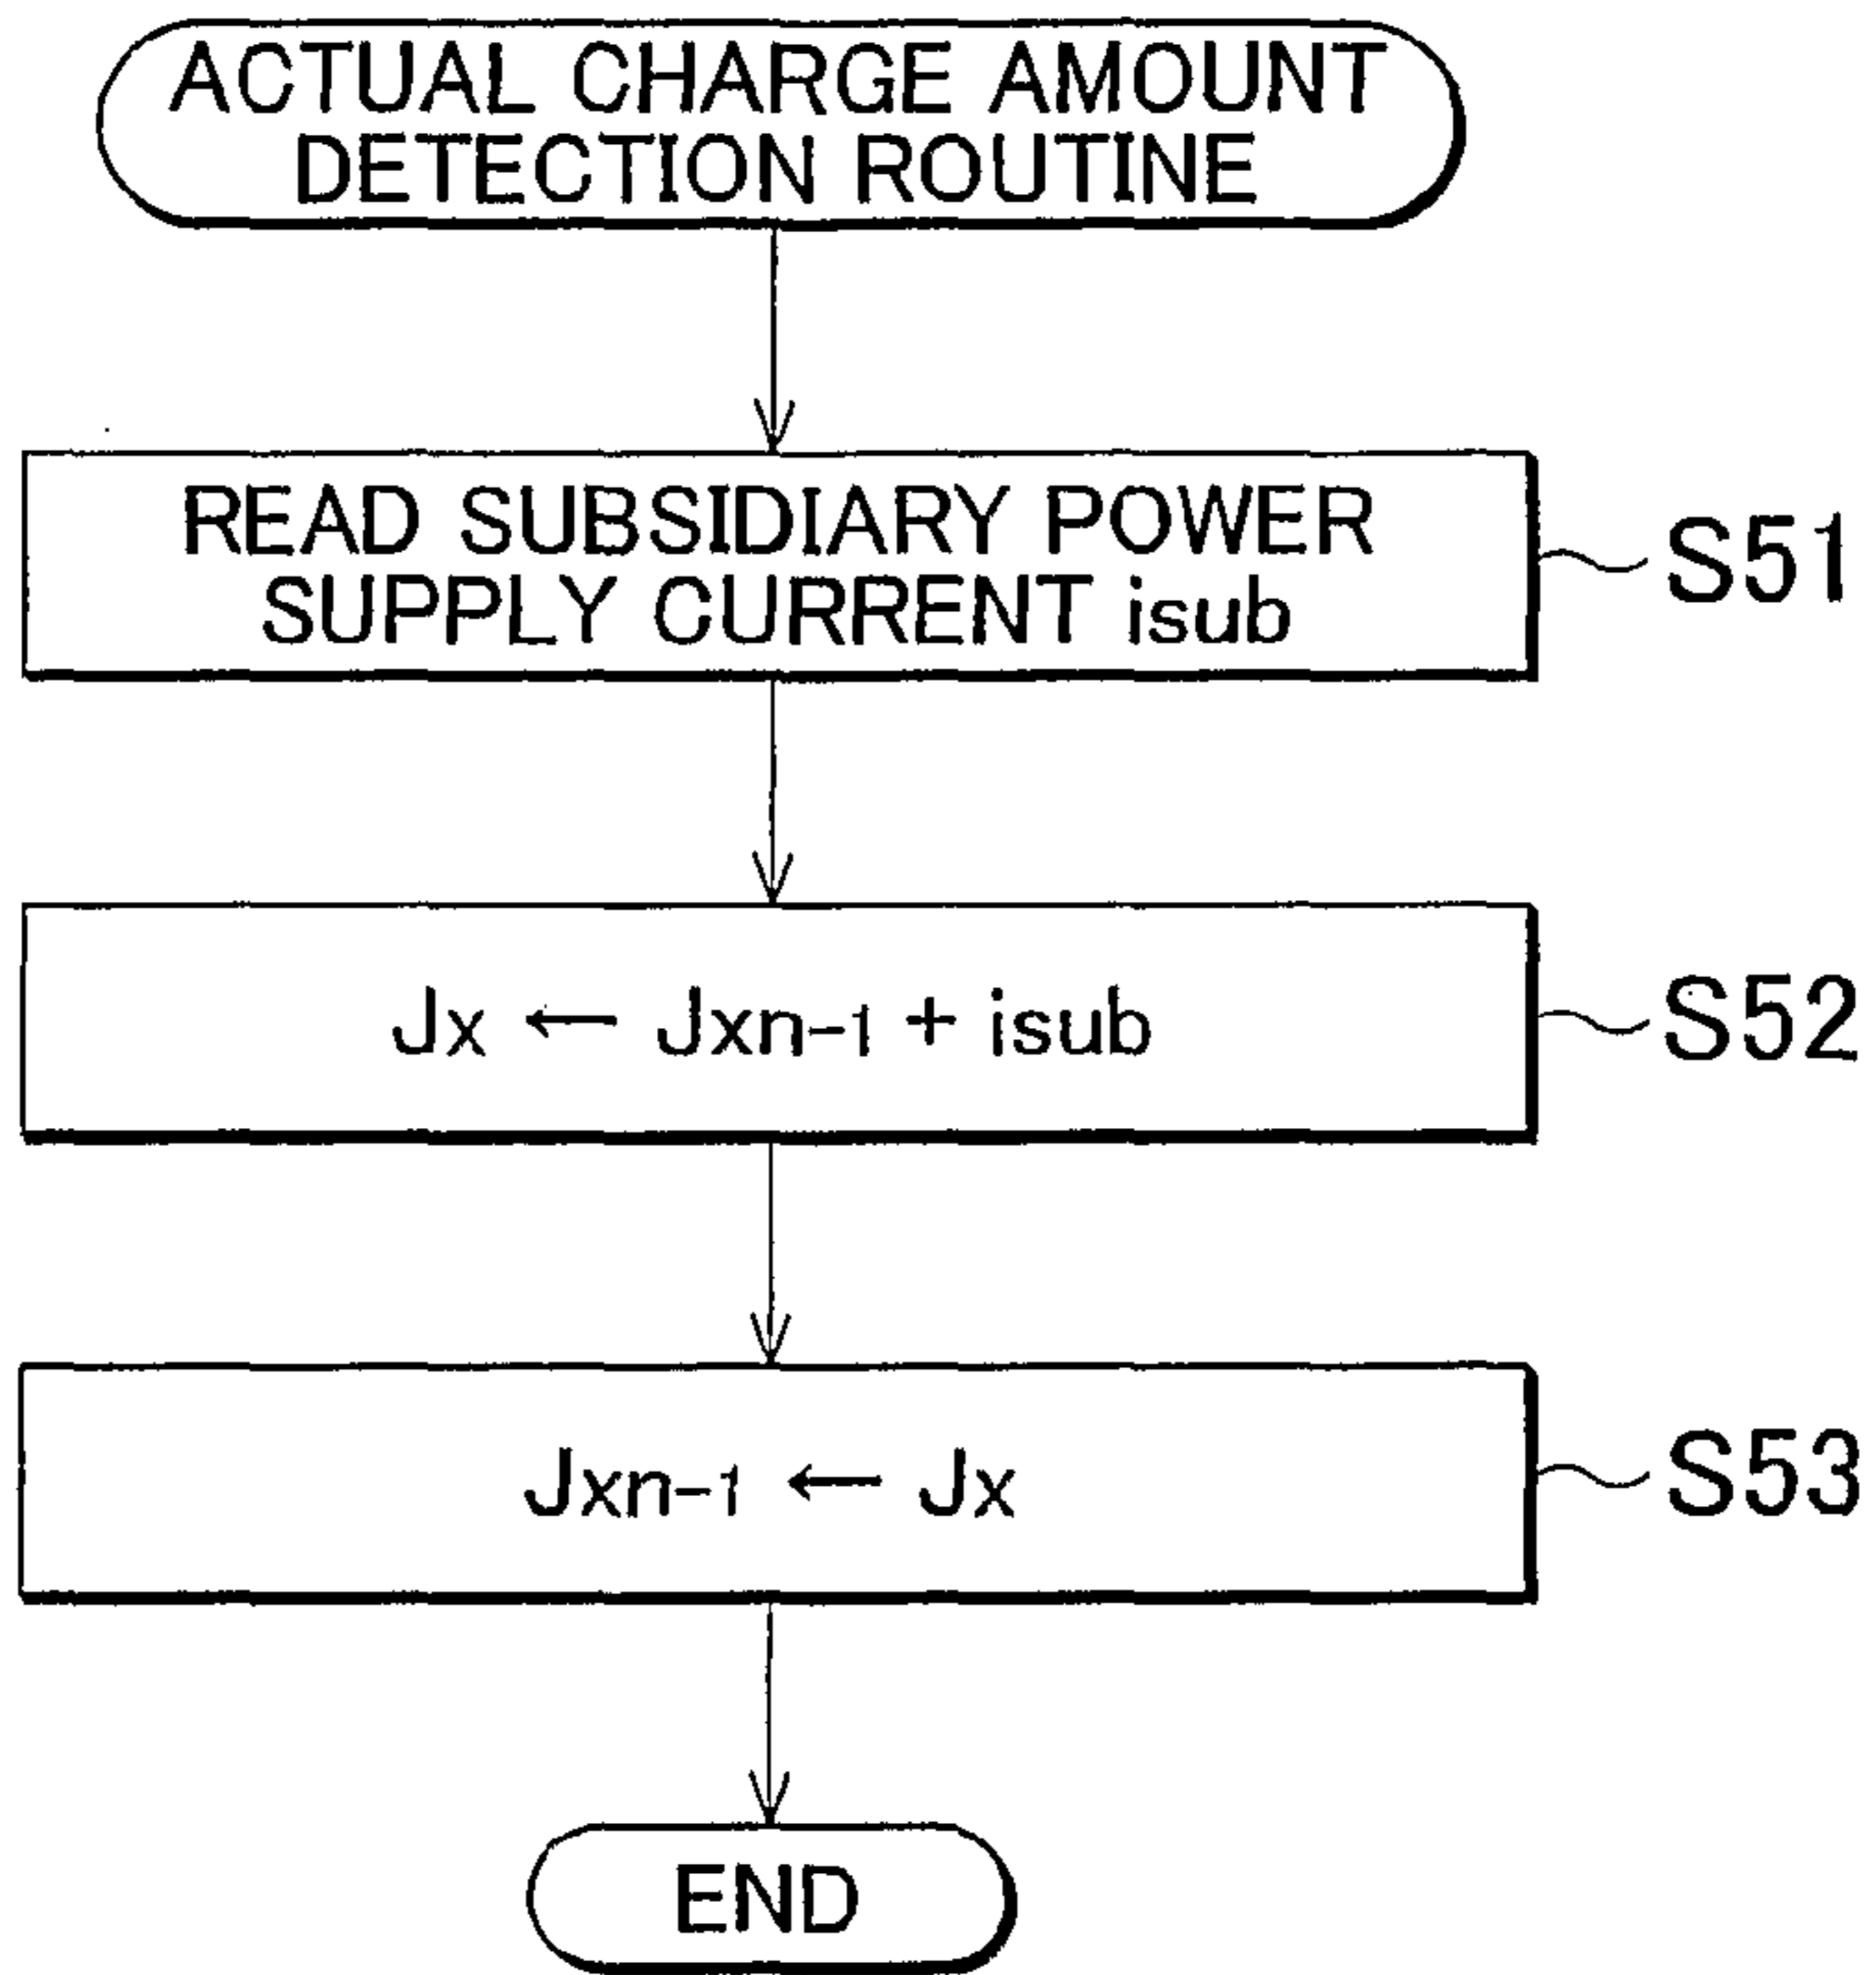 ACTUAL CHARGE AMOUNT
DETECTION ROUTINE
READ SUBSIDIARY POWER
SUPPLY CURRENT isub
S51
Jx ← Jxn-1 + isub
S52
Jxn-1 ← Jx
S53
END